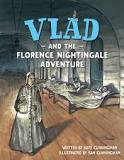 VLAD
AND THE
FLORENCE NIGHTINGALE
ADVENTURE
WRITTEN BY KATE CUNNINGHAM
ILLUSTRATED BY SAM CUNNINGHAM